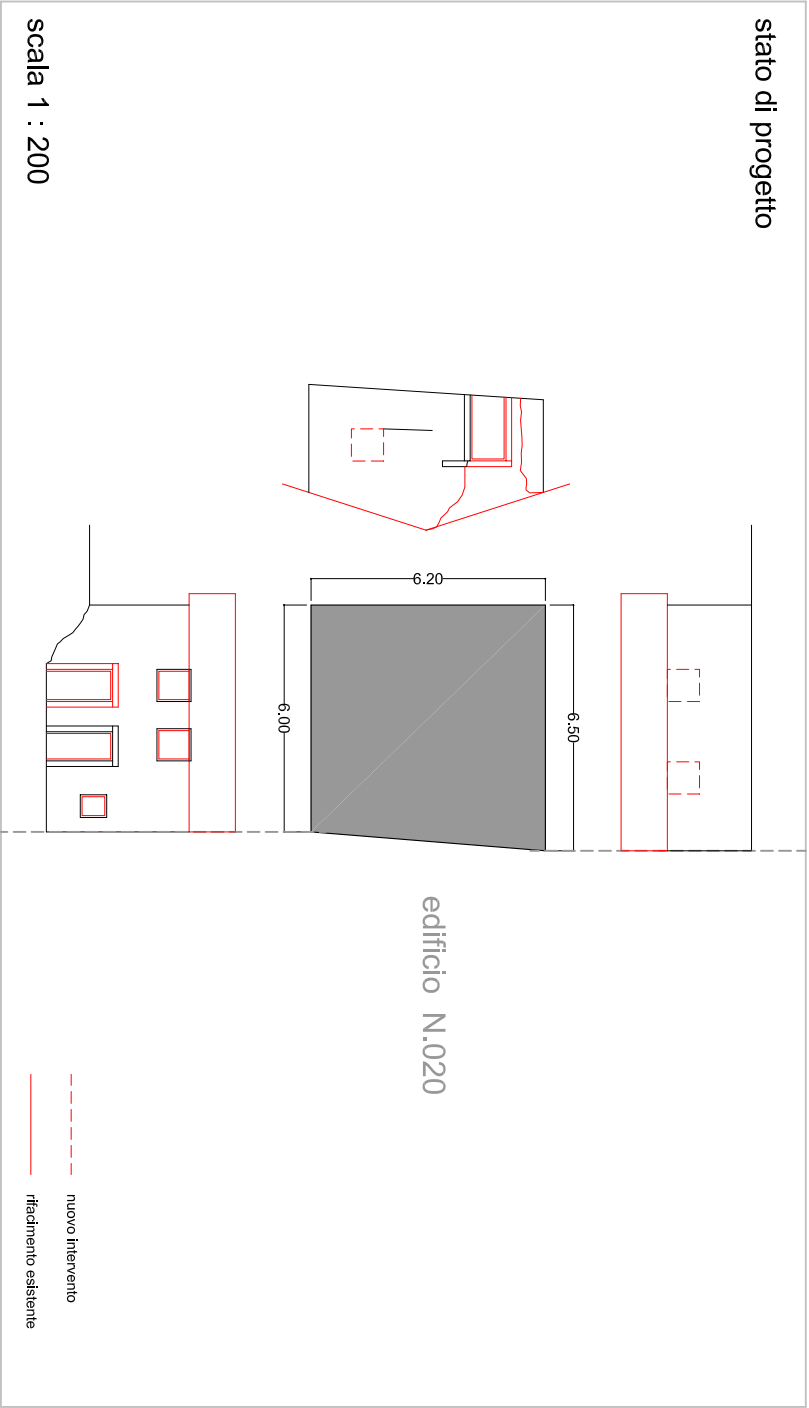 stato di progetto
6.50
6.20
6.00
edificio N.020
scala 1 : 200
nuovo intervento
rifacimento esistente